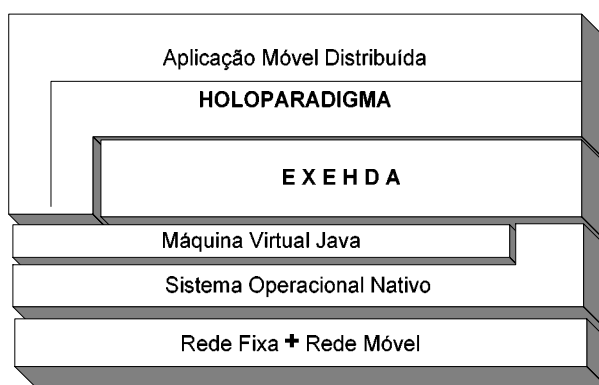 Aplicação Móvel Distribuída
HOLOPARADIGMA
E X E H D A
Máquina Virtual Java
Sistema Operacional Nativo
Rede Fixa + Rede Móvel